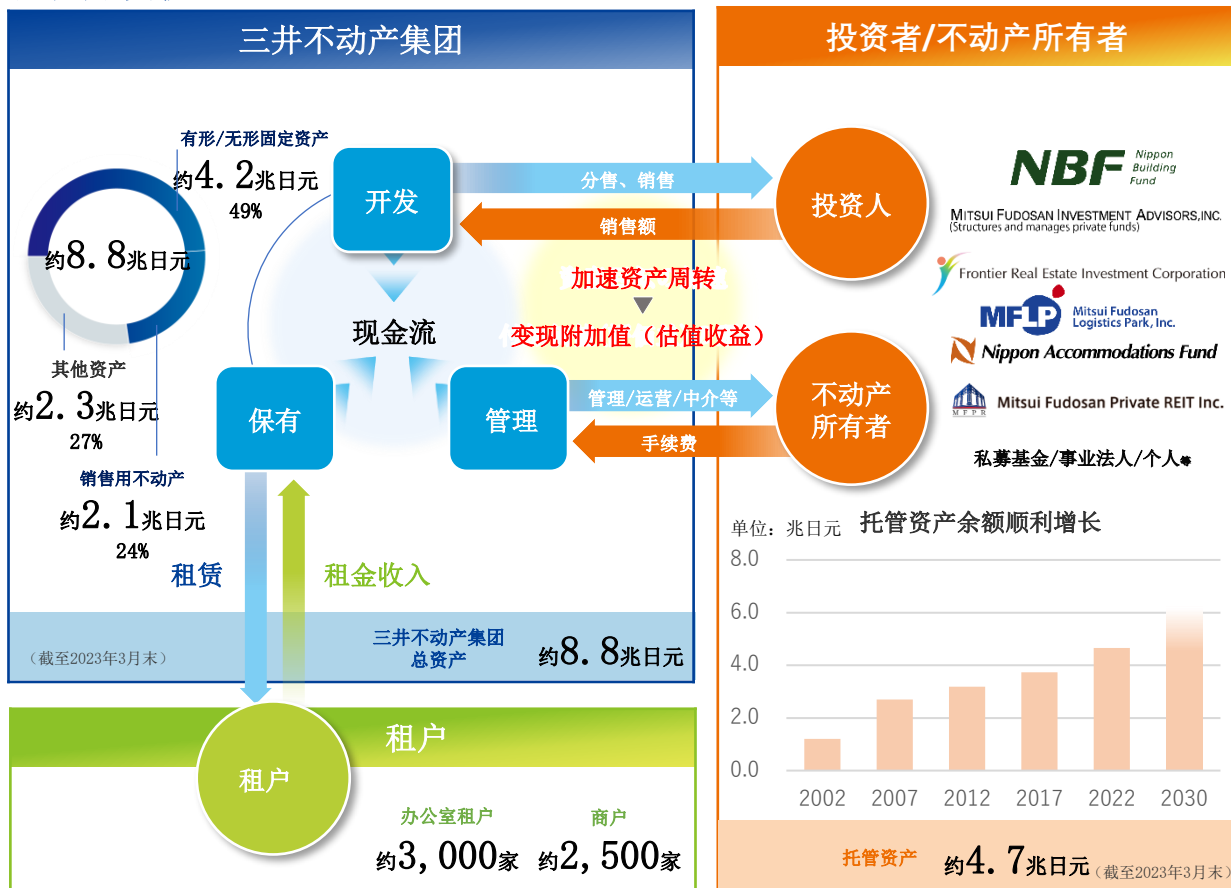 三井不动产集团
有形/无形固定资产
约4.2兆日元
49%
约8.8兆日元
其他资产
约2.3兆日元
27%
销售用不动产
约2.1兆日元
24%
开发
现金流
保有
管理
分售、销售
销售额
加速资产周转
变现附加值（估值收益）
管理/运营/中介等
手续费
租赁
租金收入
（截至2023年3月末）
三井不动产集团
总资产
约8.8兆日元
租户
租户
办公室租户
约3,000家
商户
约2,500家
投资者/不动产所有者
投资人
不动产
所有者
NBF Nippon
Building
Fund
MITSUI FUDOSAN INVESTMENT ADVISORS,INC.
(Structures and manages private funds)
Frontier Real Estate Investment Corporation
MFLP Mitsui Fudosan
Logistics Park, Inc.
Nippon Accommodations Fund
MFPR Mitsui Fudosan Private REIT Inc.
私募基金/事业法人/个人等
单位：兆日元 托管资产余额顺利增长
8.0
6.0
4.0
2.0
0.0
2002 2007 2012 2017 2022 2030
托管资产 约4.7兆日元（截至2023年3月末）